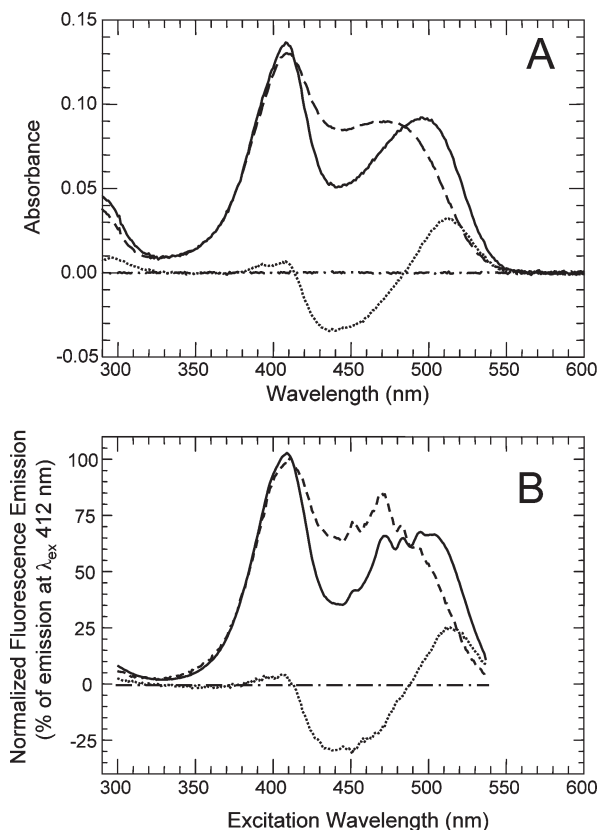 A
0.15
0.10
0.05
0.00
-0.05
Absorbance
300 350 400 450 500 550 600
Wavelength (nm)
B
100
75
50
25
0
-25
Normalized Fluorescence Emission
(% of emission at λex 412 nm)
300 350 400 450 500 550 600
Excitation Wavelength (nm)